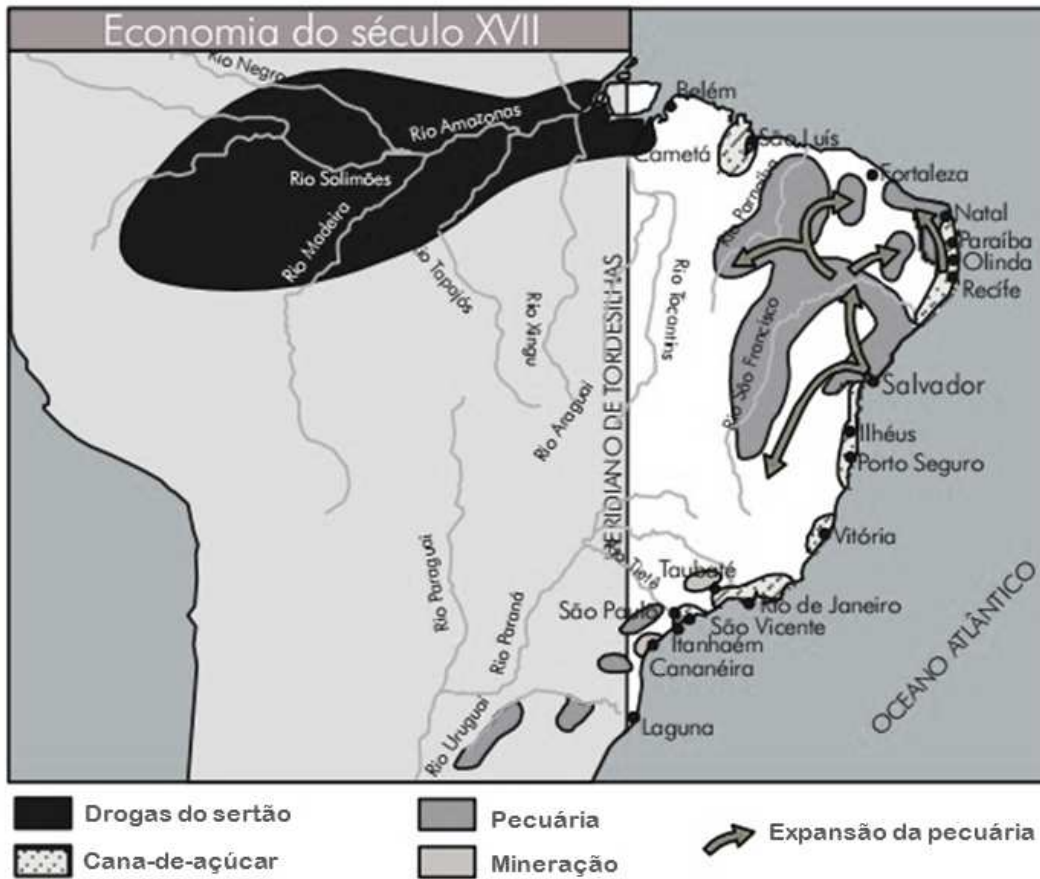 Economia do século XVII
Rio Negro
Rio Amazonas
Belém
Cametá
São Luís
Rio Solimões
Rio Parnaíba
Fortaleza
Rio Madeira
Natal
Paraíba
Olinda
Recife
Rio Tapajós
Rio Xingu
Rio Tocantins
MERIDIANO DE TORDESILHAS
Rio São Francisco
Rio Araguai
Salvador
Ilhéus
Porto Seguro
Vitória
Rio Paraguai
Rio Tietê
Taubaté
Rio Paraná
São Paulo
Rio de Janeiro
São Vicente
Itanhaém
Cananéira
OCEANO ATLÂNTICO
Rio Uruguai
Laguna
Drogas do sertão
Pecuária
Expansão da pecuária
Cana-de-açúcar
Mineração